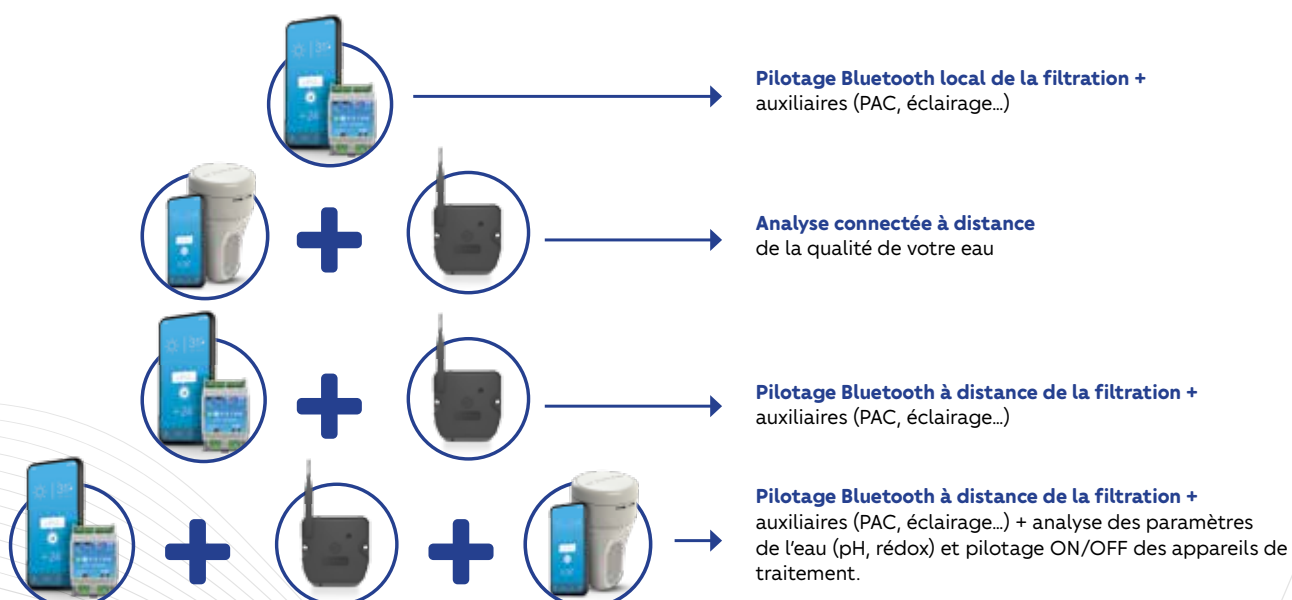 Pilotage Bluetooth local de la filtration +
auxiliaires (PAC, éclairage…)
Analyse connectée à distance
de la qualité de votre eau
Pilotage Bluetooth à distance de la filtration +
auxiliaires (PAC, éclairage…)
Pilotage Bluetooth à distance de la filtration +
auxiliaires (PAC, éclairage…) + analyse des paramètres
de l'eau (pH, rédox) et pilotage ON/OFF des appareils de
traitement.